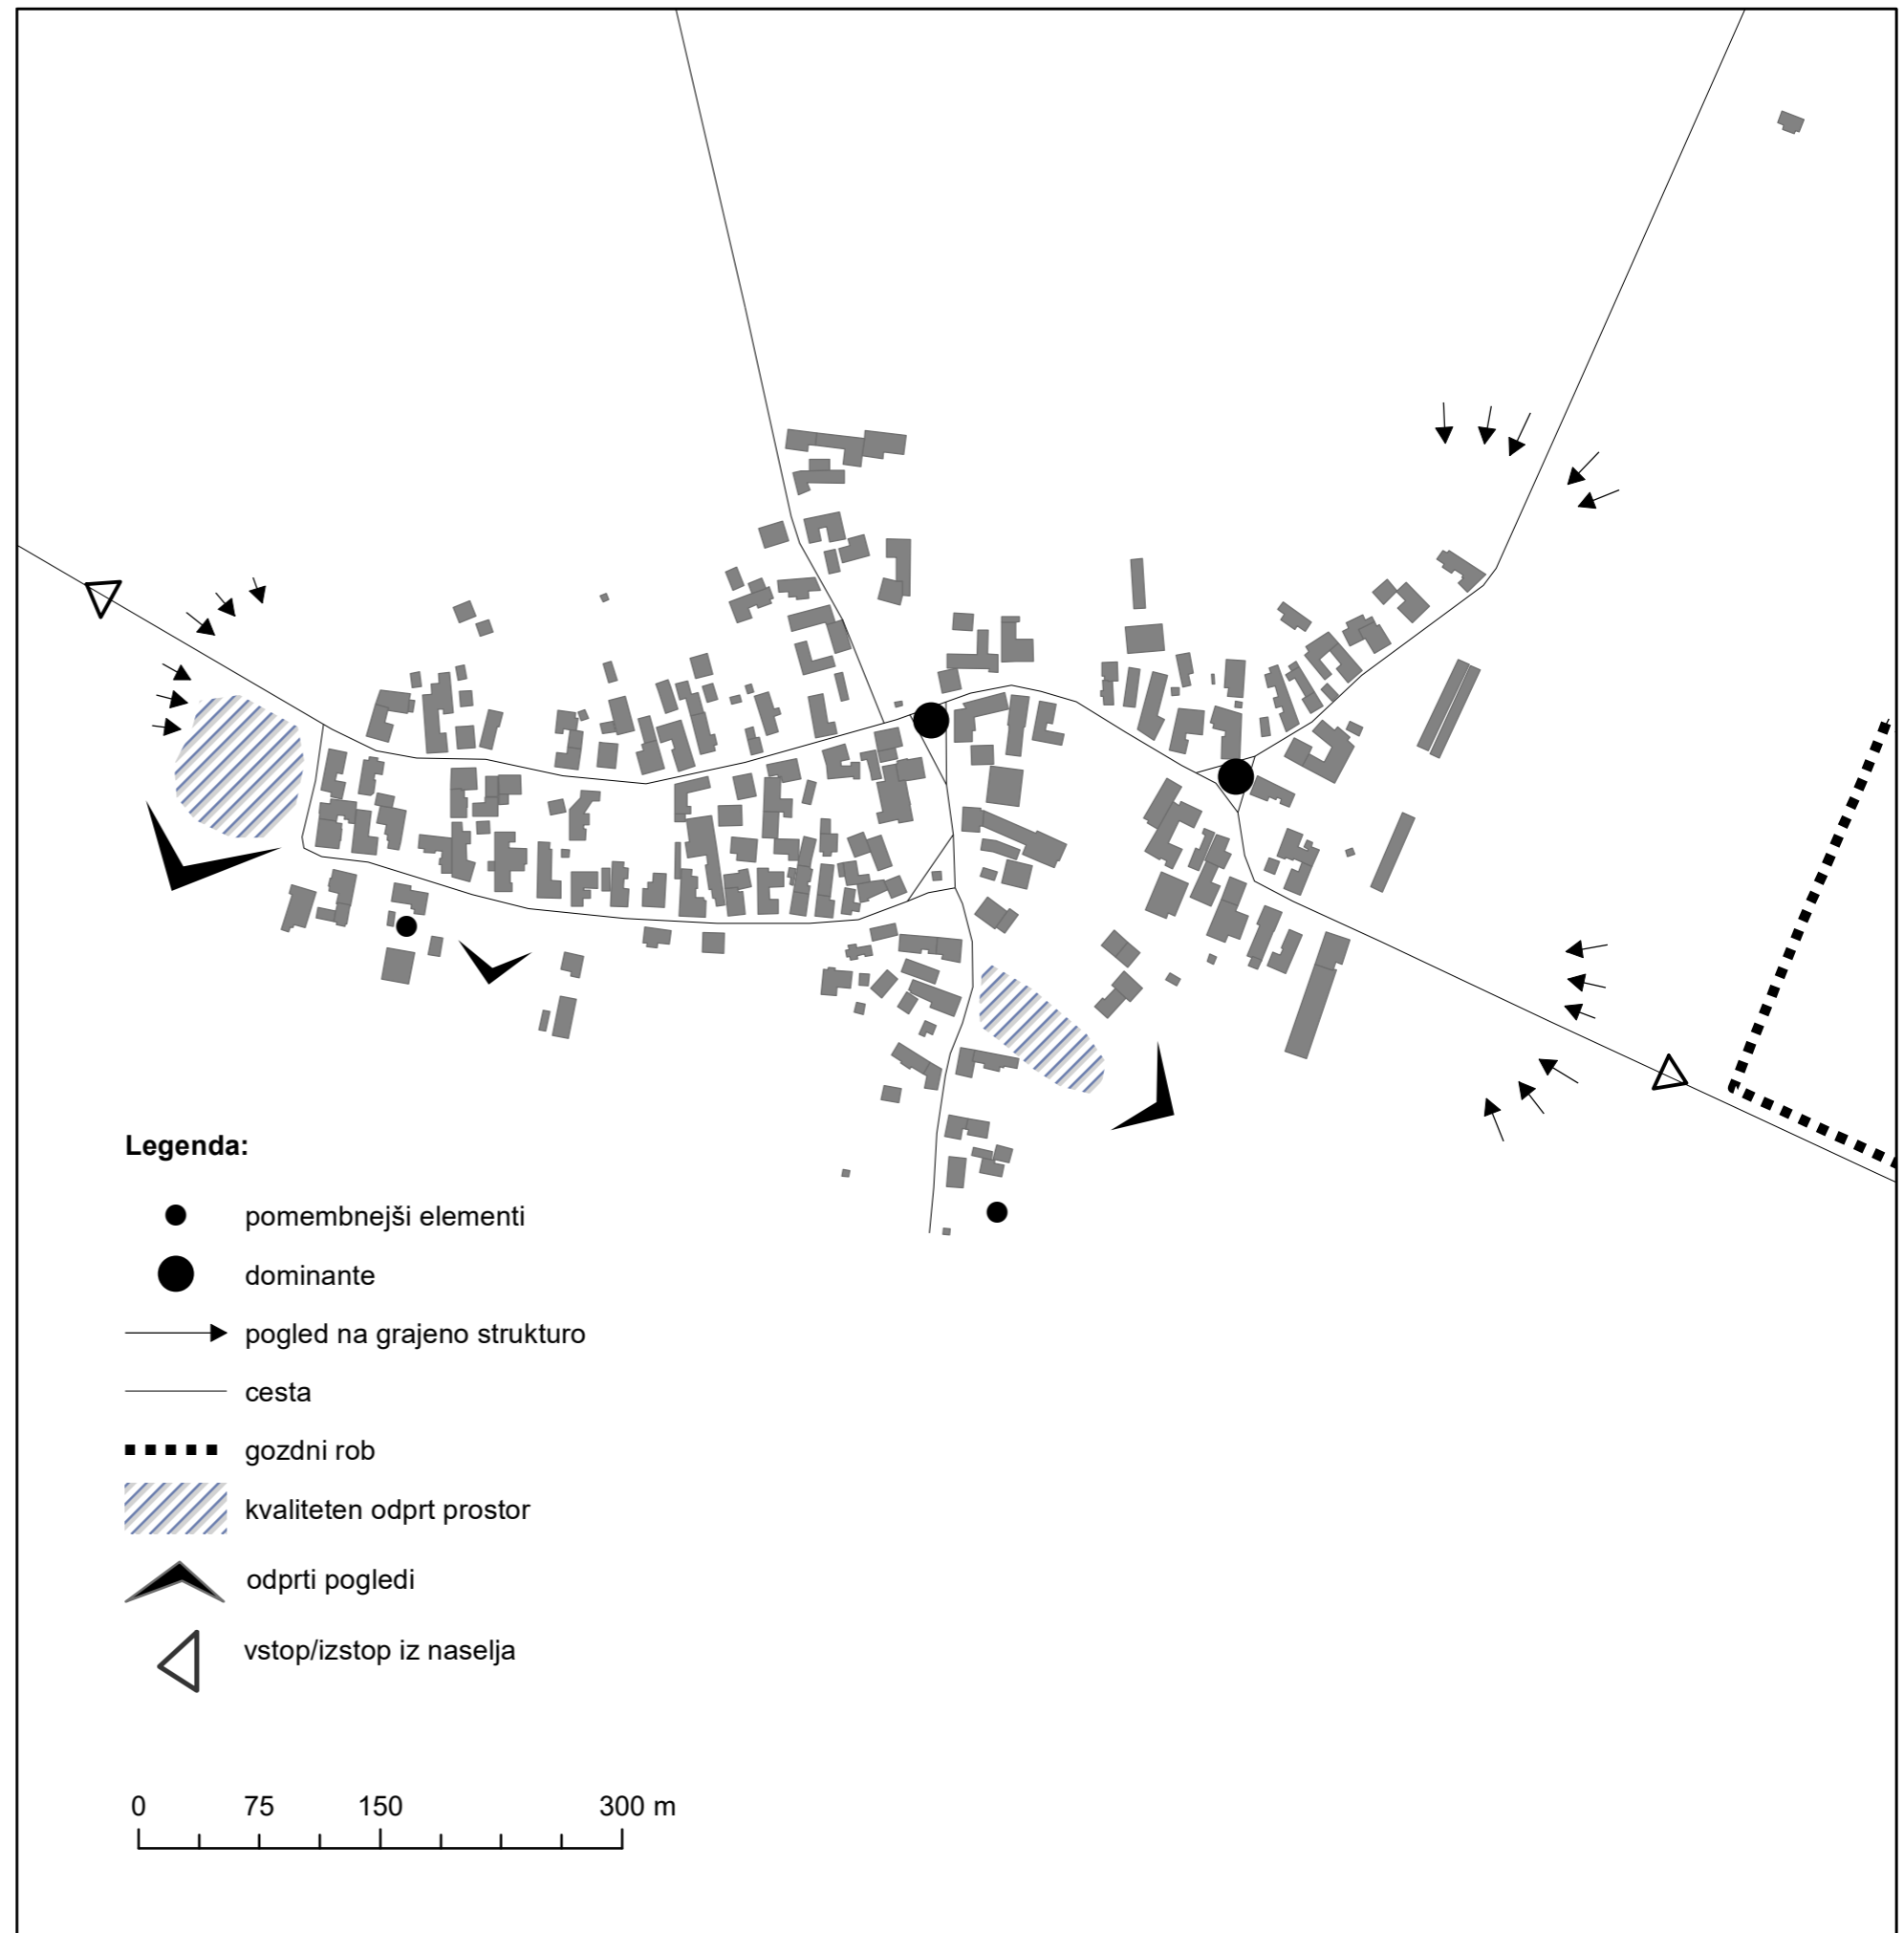 Legenda:
pomembnejši elementi
dominante
pogled na grajeno strukturo
cesta
gozdni rob
kvaliteten odprt prostor
odprti pogledi
vstop/izstop iz naselja
0 75 150 300 m